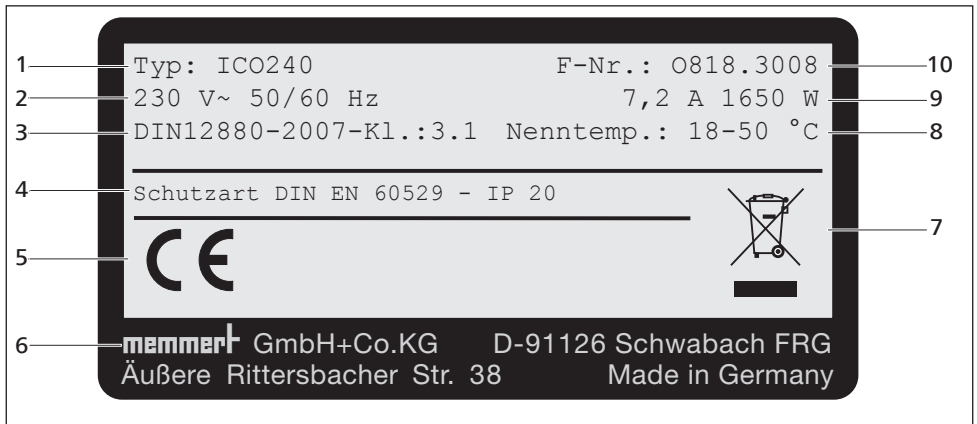 1 Typ: ICO240 F-Nr.: O818.3008 10
2 230 V~ 50/60 Hz 7,2 A 1650 W 9
3 DIN12880-2007-Kl.:3.1 Nenntemp.: 18-50 °C 8
4 Schutzart DIN EN 60529 - IP 20
7
5 CE
6 memmert GmbH+Co.KG D-91126 Schwabach FRG
Äußere Rittersbacher Str. 38 Made in Germany